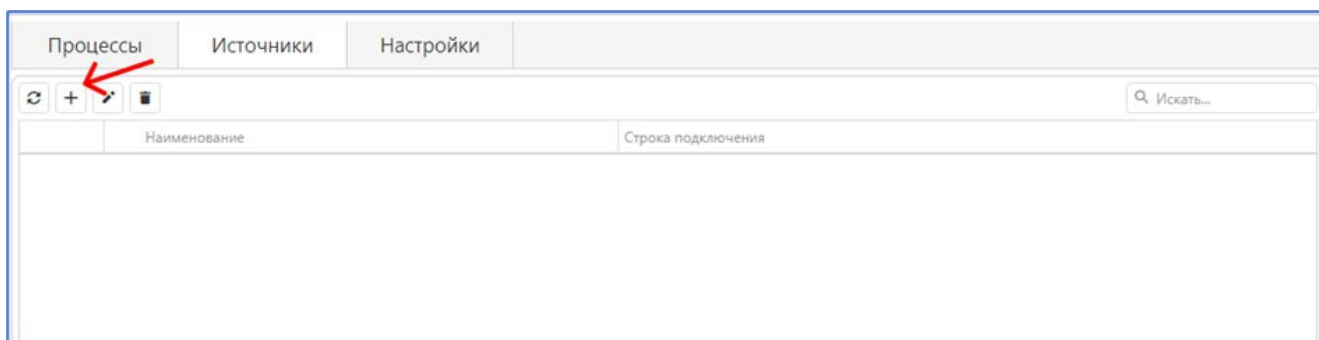 Процессы Источники Настройки
Искать...
Наименование Строка подключения